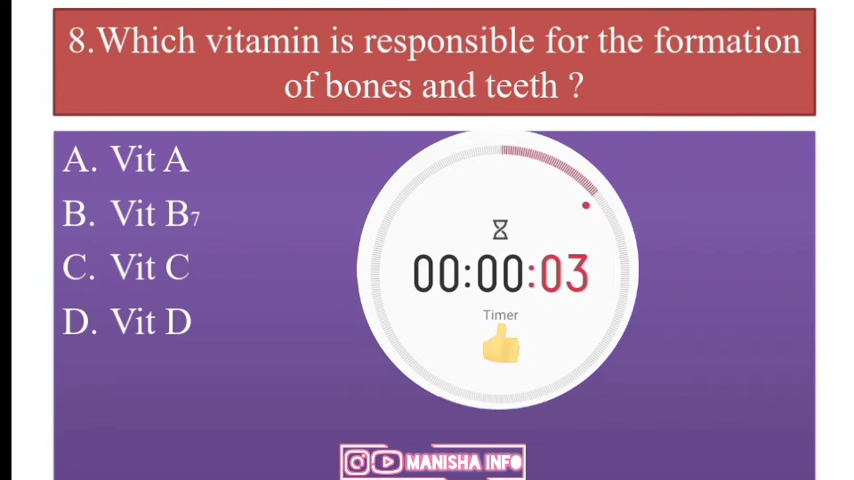 8.Which vitamin is responsible for the formation
of bones and teeth ?
A. Vit A
B. Vit B₇
C. Vit C
D. Vit D
00:00:03
Timer
MANISHA INFO